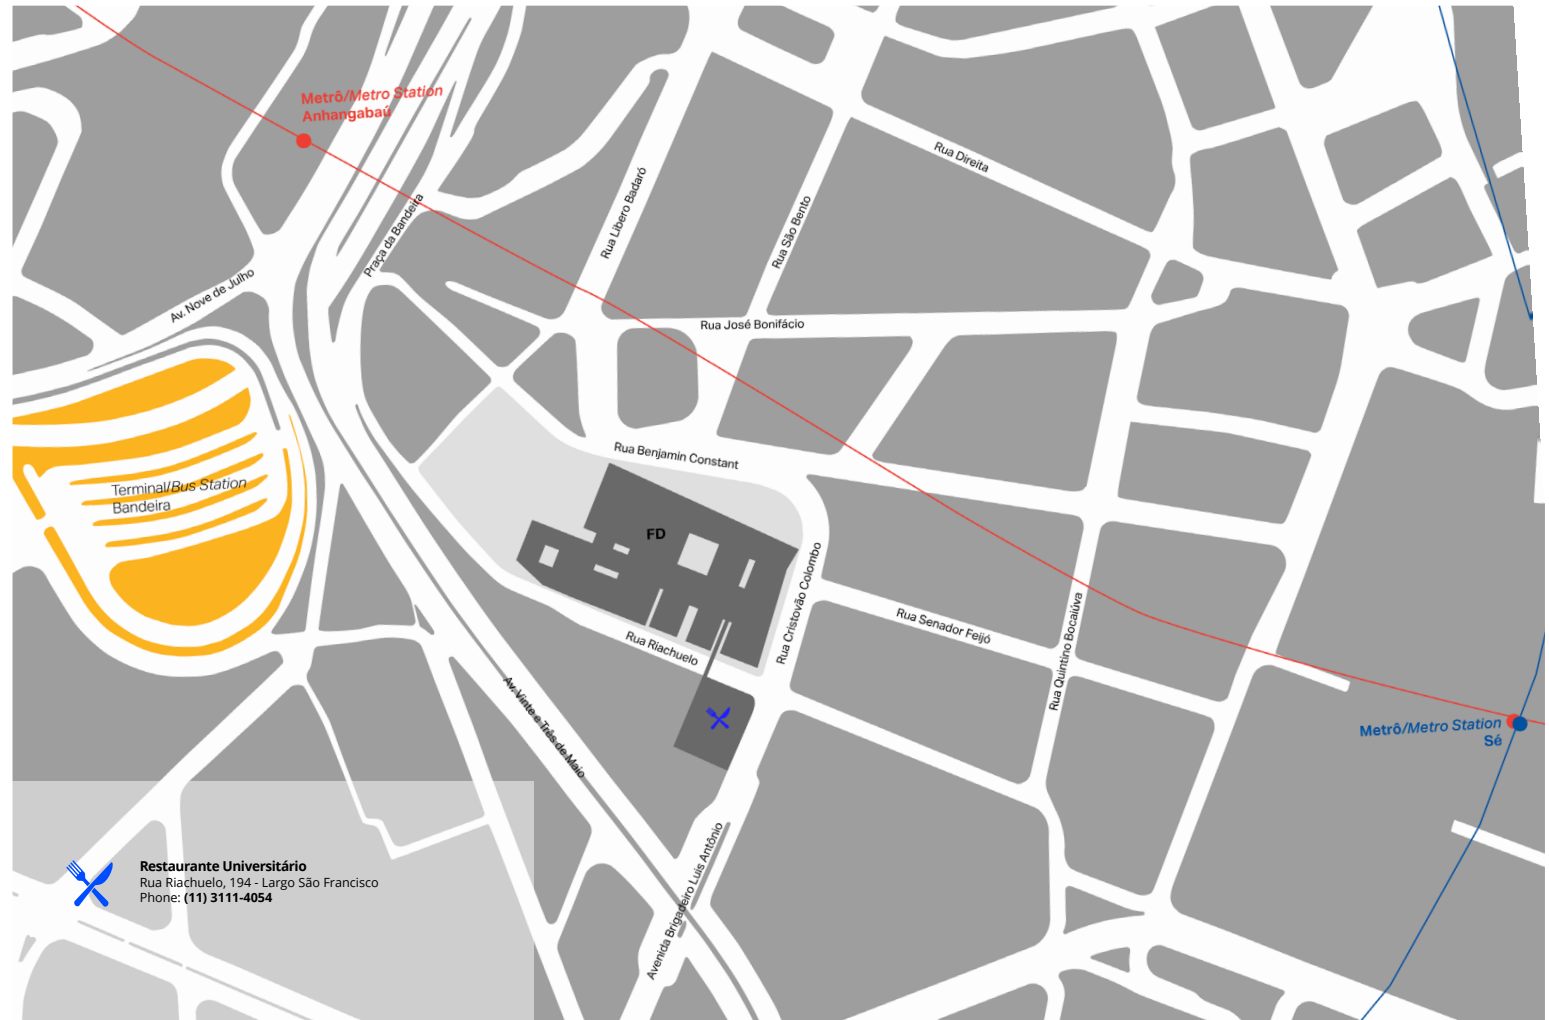 Metrô/Metro Station
Anhangabaú
Rua Direita
Rua Líbero Badaró
Praça da Bandeira
Rua São Bento
Av. Nove de Julho
Rua José Bonifácio
Rua Benjamin Constant
Terminal/Bus Station
Bandeira
FD
Rua Cristovão Colombo
Rua Senador Feijó
Rua Quintino Bocaiúva
Rua Riachuelo
Av. Vinte e Três de Maio
Metrô/Metro Station
Sé
Avenida Brigadeiro Luis Antônio
Restaurante Universitário
Rua Riachuelo, 194 - Largo São Francisco
Phone: (11) 3111-4054